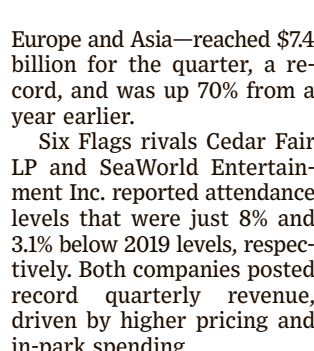 Europe and Asia—reached $7.4
billion for the quarter, a re-
cord, and was up 70% from a
year earlier.
Six Flags rivals Cedar Fair
LP and SeaWorld Entertain-
ment Inc. reported attendance
levels that were just 8% and
3.1% below 2019 levels, respec-
tively. Both companies posted
record quarterly revenue,
driven by higher pricing and
in-park spending